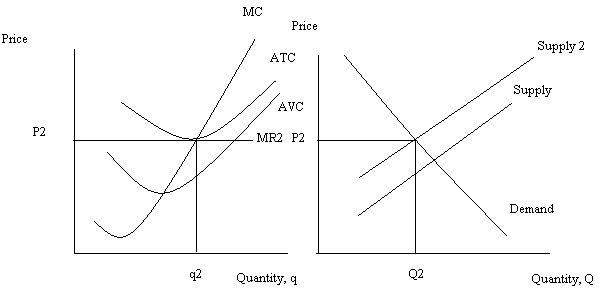 MC
Price
Price
Supply 2
ATC
Supply
AVC
P2
MR2
P2
Demand
q2
Quantity, q
Q2
Quantity, Q